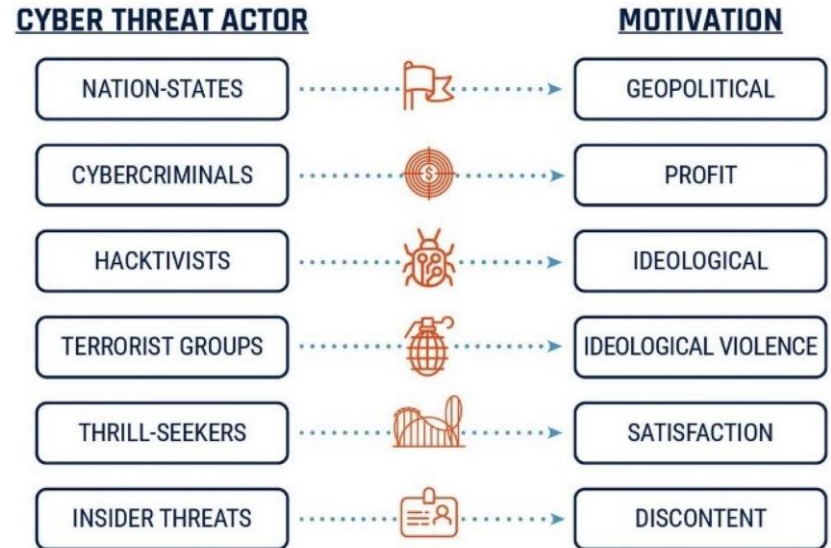 CYBER THREAT ACTOR MOTIVATION
NATION-STATES GEOPOLITICAL
CYBERCRIMINALS $ PROFIT
HACKTIVISTS IDEOLOGICAL
TERRORIST GROUPS IDEOLOGICAL VIOLENCE
THRILL-SEEKERS SATISFACTION
INSIDER THREATS DISCONTENT